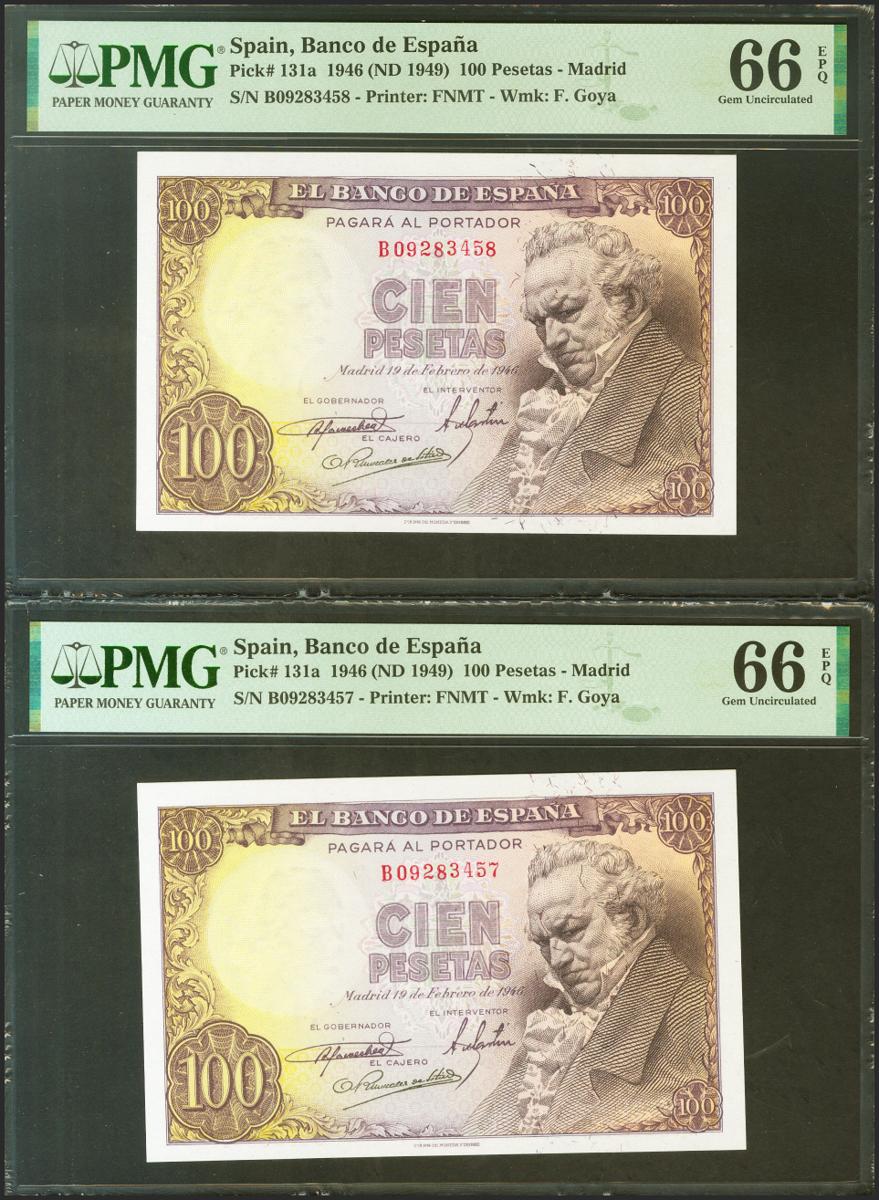 PMG®
PAPER MONEY GUARANTY
Spain, Banco de España
Pick# 131a 1946 (ND 1949) 100 Pesetas - Madrid
S/N B09283458 - Printer: FNMT - Wmk: F. Goya
66 EPQ
Gem Uncirculated
100 EL BANCO DE ESPAÑA 100
PAGARÁ AL PORTADOR
B09283458
CIEN
PESETAS
Madrid 19 de Febrero de 1946
EL INTERVENTOR
EL GOBERNADOR
EL CAJERO
100 100
PMG®
PAPER MONEY GUARANTY
Spain, Banco de España
Pick# 131a 1946 (ND 1949) 100 Pesetas - Madrid
S/N B09283457 - Printer: FNMT - Wmk: F. Goya
66 EPQ
Gem Uncirculated
100 EL BANCO DE ESPAÑA 100
PAGARÁ AL PORTADOR
B09283457
CIEN
PESETAS
Madrid 19 de Febrero de 1946
EL INTERVENTOR
EL GOBERNADOR
EL CAJERO
100 100